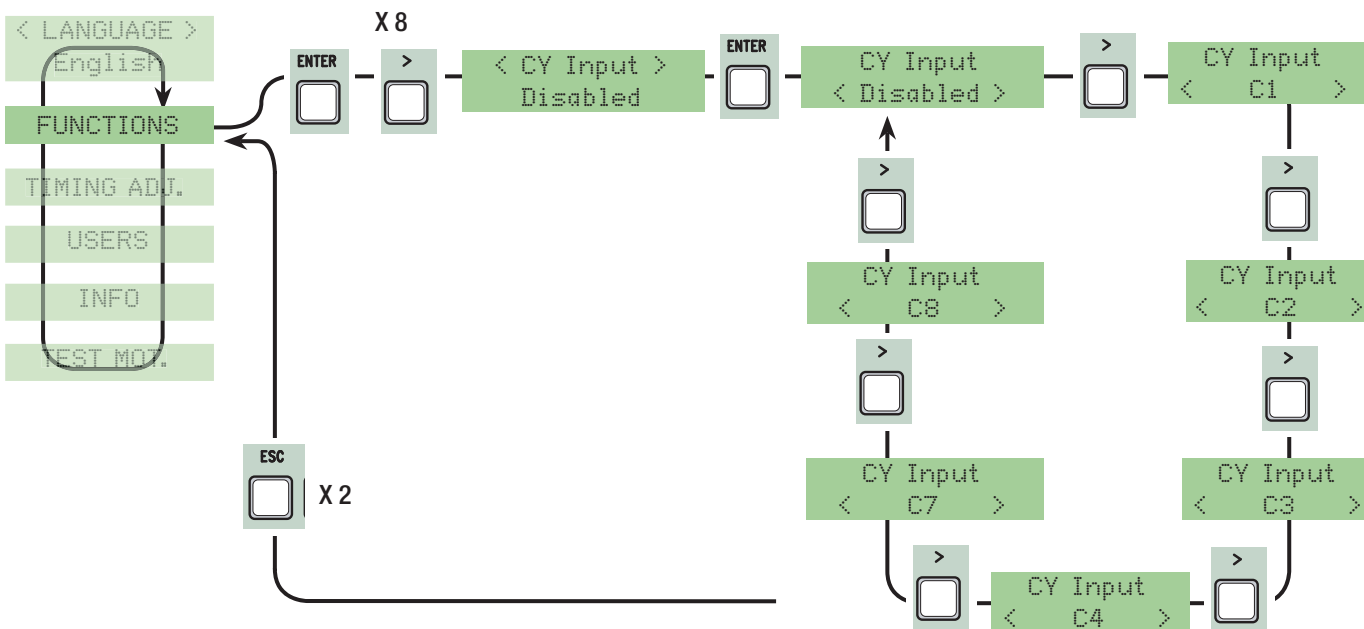 < LANGUAGE >
English
FUNCTIONS
TIMING ADJ.
USERS
INFO
TEST MOT.
ENTER
X 8
>
< CY Input >
Disabled
ENTER
CY Input
< Disabled >
>
CY Input
< C1 >
>
CY Input
< C2 >
>
CY Input
< C3 >
>
CY Input
< C4 >
>
CY Input
< C7 >
>
CY Input
< C8 >
>
ESC
X 2